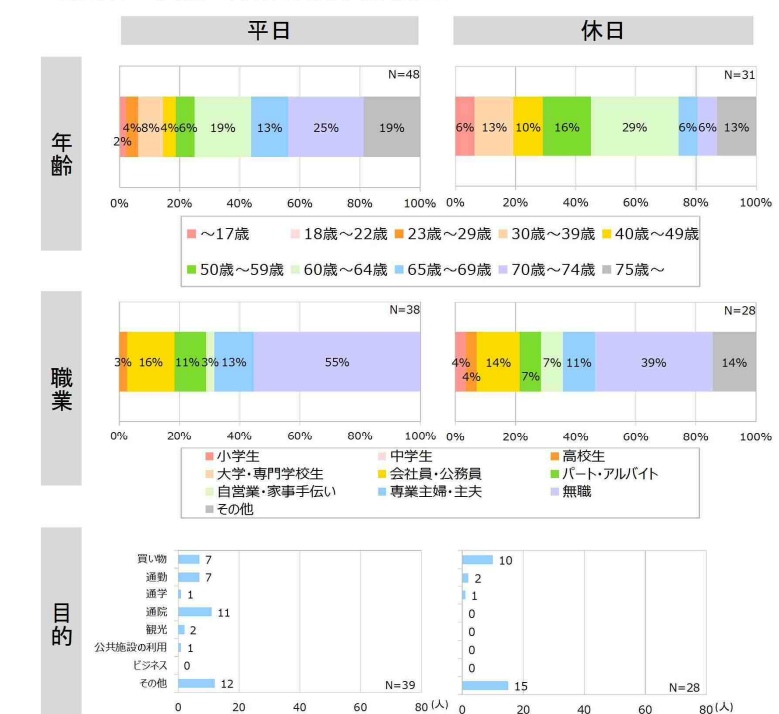 平日 休日
年齢
N=48
2% 4% 8% 4% 6% 19% 13% 25% 19%
0% 20% 40% 60% 80% 100%
N=31
6% 13% 10% 16% 29% 6% 6% 13%
0% 20% 40% 60% 80% 100%
～17歳 18歳～22歳 23歳～29歳 30歳～39歳 40歳～49歳
50歳～59歳 60歳～64歳 65歳～69歳 70歳～74歳 75歳～
職業
N=38
3% 16% 11% 3% 13% 55%
0% 20% 40% 60% 80% 100%
N=28
4% 4% 14% 7% 7% 11% 39% 14%
0% 20% 40% 60% 80% 100%
小学生 中学生 高校生
大学・専門学校生 会社員・公務員 パート・アルバイト
自営業・家事手伝い 専業主婦・主夫 無職
その他
目的
買い物 7
通勤 7
通学 1
通院 11
観光 2
公共施設の利用 1
ビジネス 0
その他 12
N=39
0 20 40 60 80 (人)
10
2
1
0
0
0
0
15
N=28
0 20 40 60 80 (人)